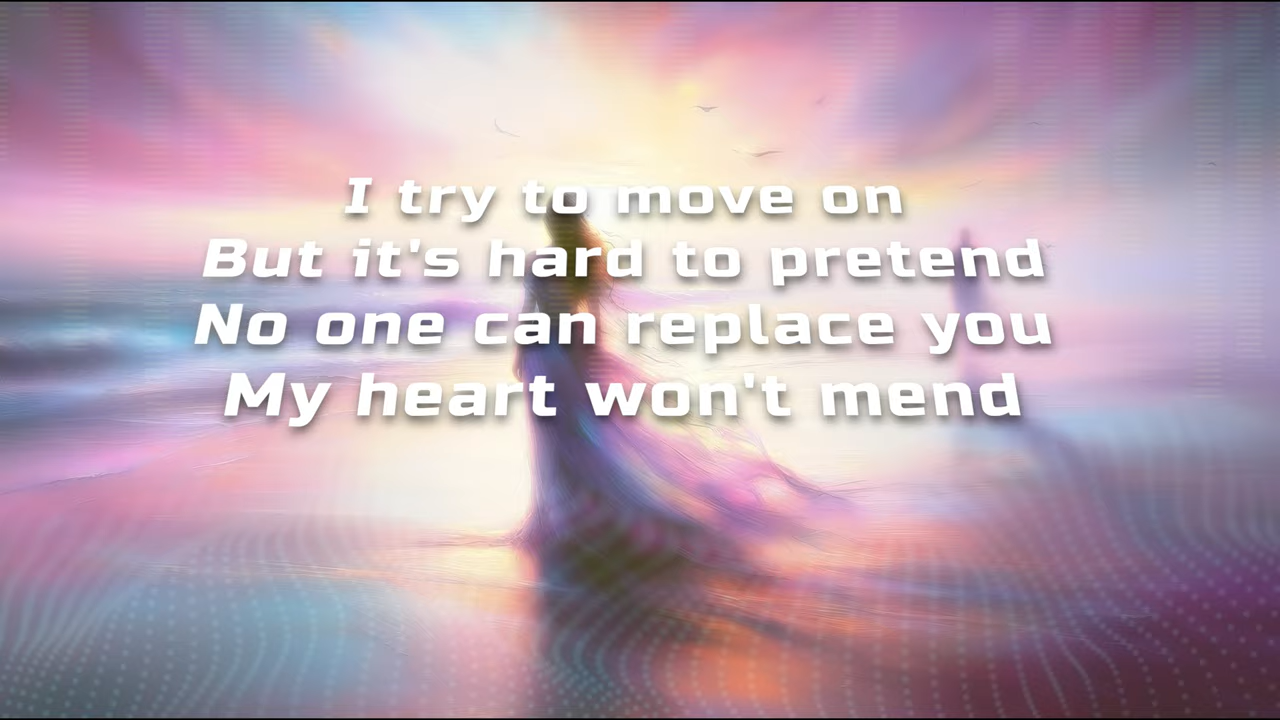 I try to move on
But it's hard to pretend
No one can replace you
My heart won't mend